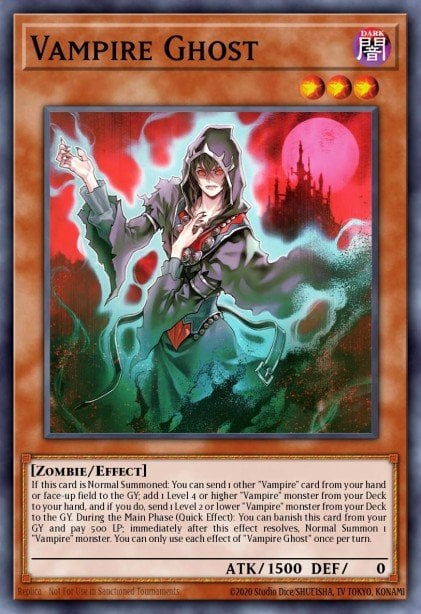 VAMPIRE GHOST
DARK
闇
[ZOMBIE/EFFECT]
If this card is Normal Summoned: You can send 1 other "Vampire" card from your hand
or face-up field to the GY; add 1 Level 4 or higher "Vampire" monster from your Deck
to your hand, and if you do, send 1 Level 2 or lower "Vampire" monster from your Deck
to the GY. During the Main Phase (Quick Effect): You can banish this card from your
GY and pay 500 LP; immediately after this effect resolves, Normal Summon 1
"Vampire" monster. You can only use each effect of "Vampire Ghost" once per turn.
ATK/1500 DEF/ 0
Replica - Not For Use in Sanctioned Tournaments
©2020 Studio Dice/SHUEISHA, TV TOKYO, KONAMI